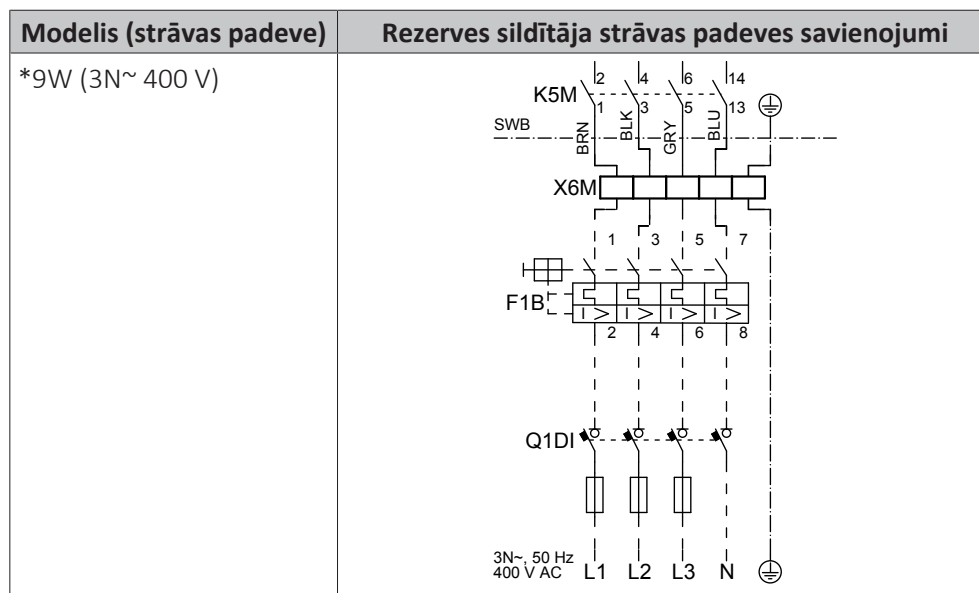 Modelis (strāvas padeve) Rezerves sildītāja strāvas padeves savienojumi
*9W (3N~ 400 V)
2 4 6 14
K5M
1 3 5 13
SWB
BRN BLK GRY BLU
X6M
1 3 5 7
F1B
I > I > I > I >
2 4 6 8
Q1DI
3N~, 50 Hz
400 V AC L1 L2 L3 N